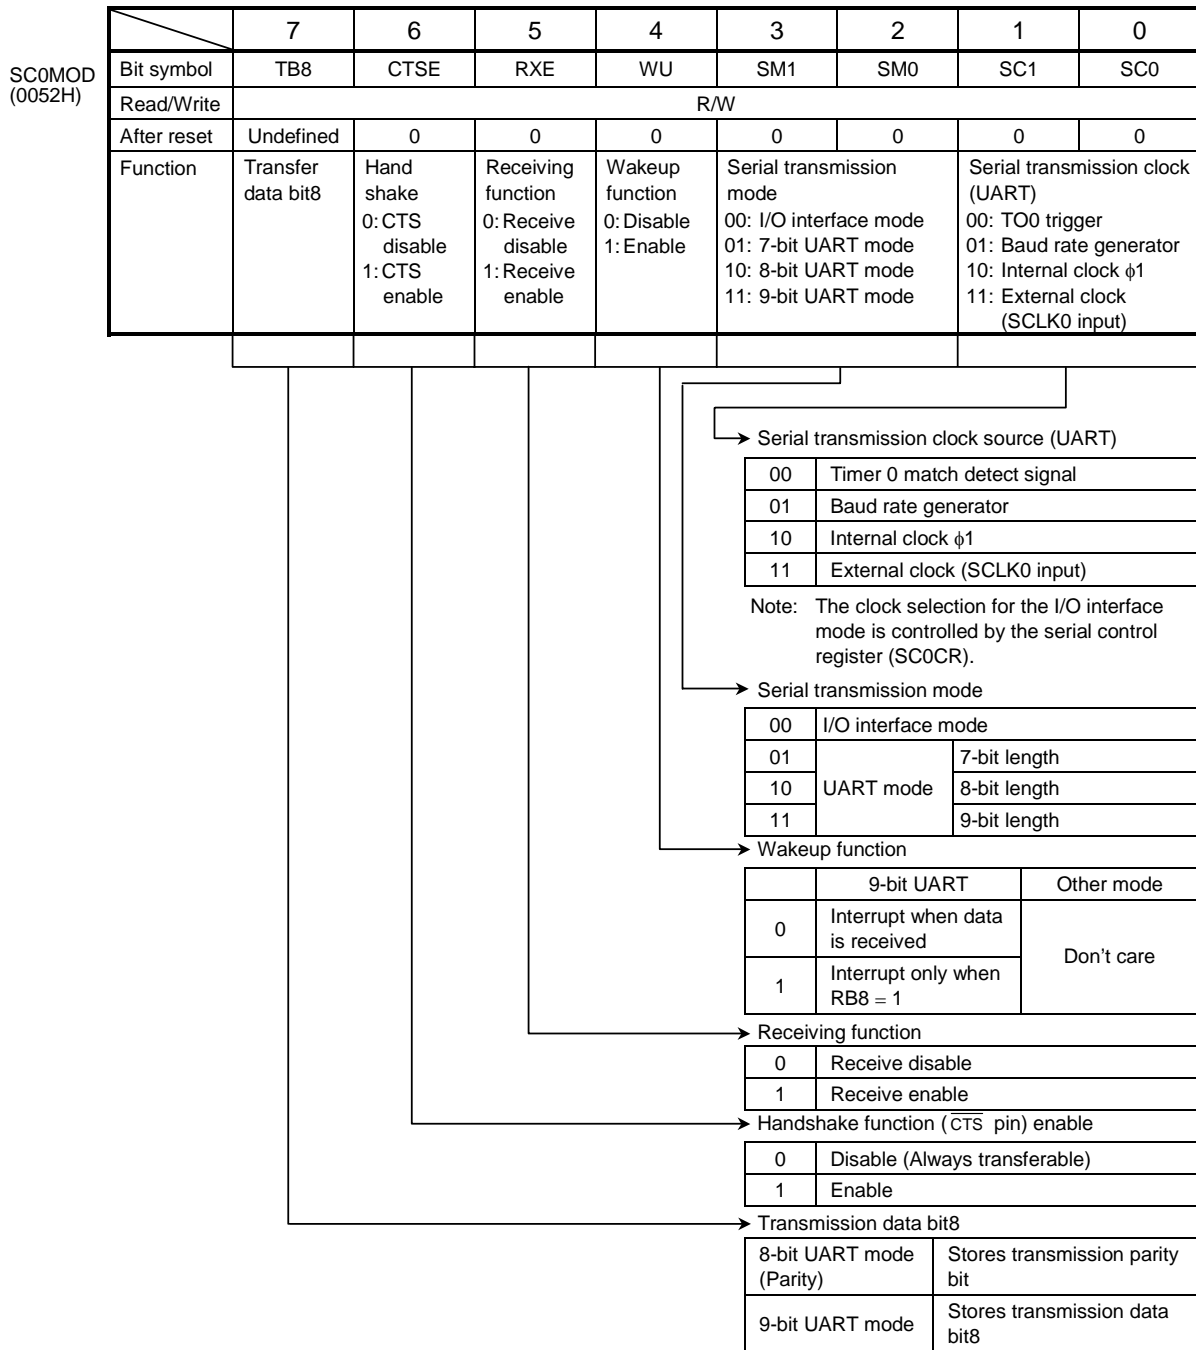 7 6 5 4 3 2 1 0
SC0MOD
(0052H)
Bit symbol TB8 CTSE RXE WU SM1 SM0 SC1 SC0
Read/Write R/W
After reset Undefined 0 0 0 0 0 0 0
Function
Transfer
data bit8
Hand
shake
0: CTS
disable
1: CTS
enable
Receiving
function
0: Receive
disable
1: Receive
enable
Wakeup
function
0: Disable
1: Enable
Serial transmission
mode
00: I/O interface mode
01: 7-bit UART mode
10: 8-bit UART mode
11: 9-bit UART mode
Serial transmission clock
(UART)
00: TO0 trigger
01: Baud rate generator
10: Internal clock ϕ1
11: External clock
(SCLK0 input)
Serial transmission clock source (UART)
00 Timer 0 match detect signal
01 Baud rate generator
10 Internal clock ϕ1
11 External clock (SCLK0 input)
Note: The clock selection for the I/O interface
mode is controlled by the serial control
register (SC0CR).
Serial transmission mode
00 I/O interface mode
01 7-bit length
10 UART mode 8-bit length
11 9-bit length
Wakeup function
9-bit UART Other mode
0 Interrupt when data
is received
Don't care
1 Interrupt only when
RB8 = 1
Receiving function
0 Receive disable
1 Receive enable
Handshake function (C̅T̅S̅ pin) enable
0 Disable (Always transferable)
1 Enable
Transmission data bit8
8-bit UART mode
(Parity)
Stores transmission parity
bit
9-bit UART mode
Stores transmission data
bit8